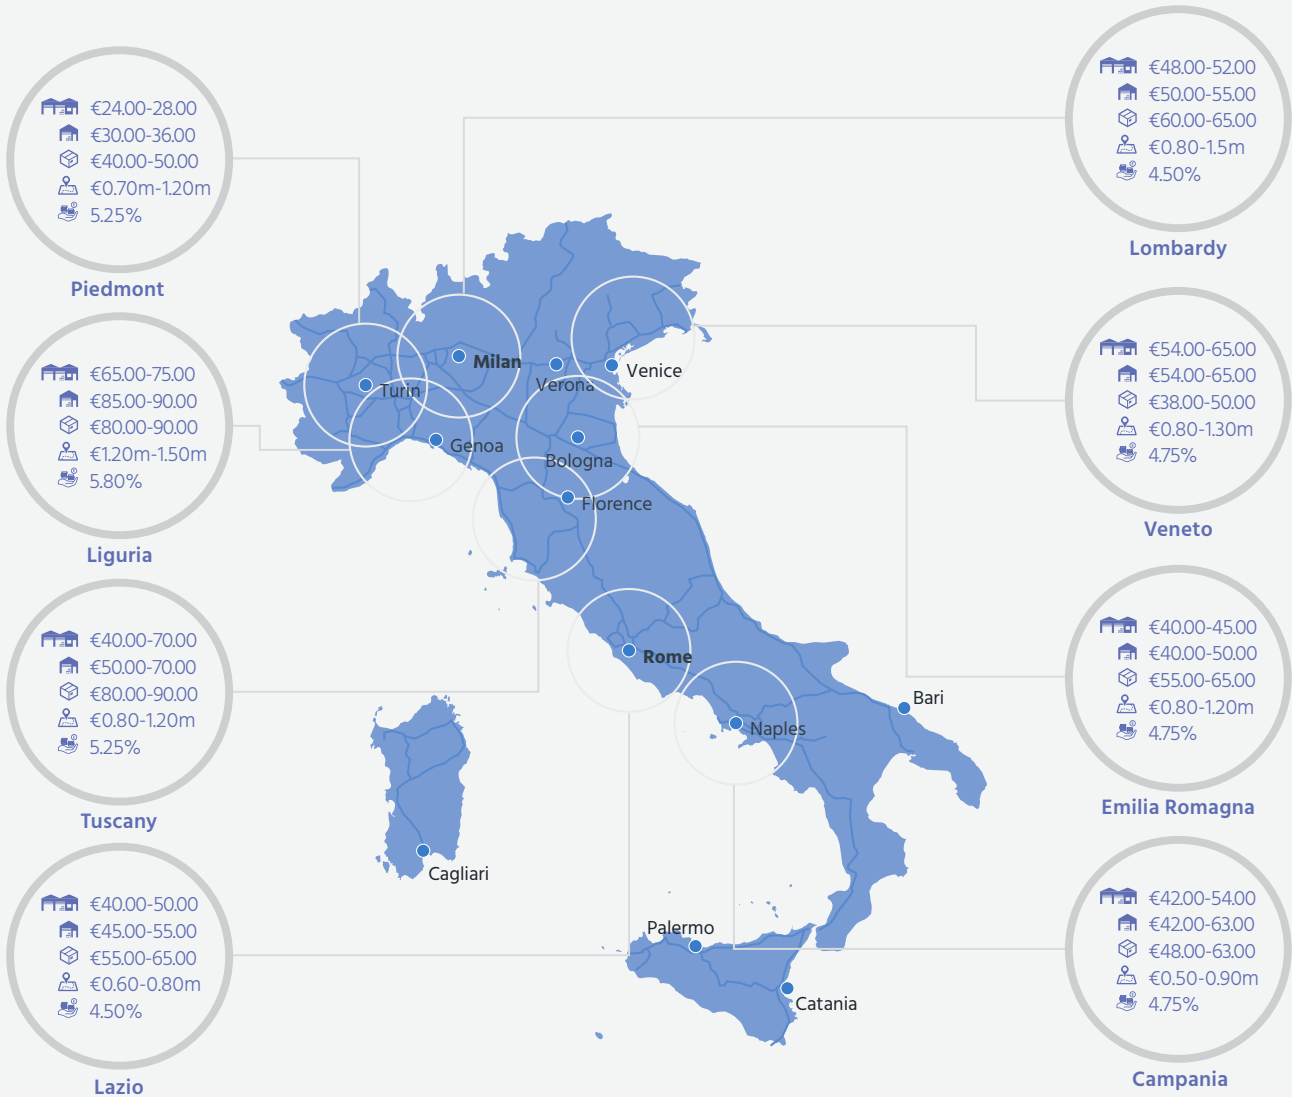 €24.00-28.00
€30.00-36.00
€40.00-50.00
€0.70m-1.20m
5.25%
Piedmont
€65.00-75.00
€85.00-90.00
€80.00-90.00
€1.20m-1.50m
5.80%
Liguria
€40.00-70.00
€50.00-70.00
€80.00-90.00
€0.80-1.20m
5.25%
Tuscany
€40.00-50.00
€45.00-55.00
€55.00-65.00
€0.60-0.80m
4.50%
Lazio
Milan
Turin
Verona
Venice
Genoa
Bologna
Florence
Rome
Naples
Bari
Cagliari
Palermo
Catania
€48.00-52.00
€50.00-55.00
€60.00-65.00
€0.80-1.5m
4.50%
Lombardy
€54.00-65.00
€54.00-65.00
€38.00-50.00
€0.80-1.30m
4.75%
Veneto
€40.00-45.00
€40.00-50.00
€55.00-65.00
€0.80-1.20m
4.75%
Emilia Romagna
€42.00-54.00
€42.00-63.00
€48.00-63.00
€0.50-0.90m
4.75%
Campania